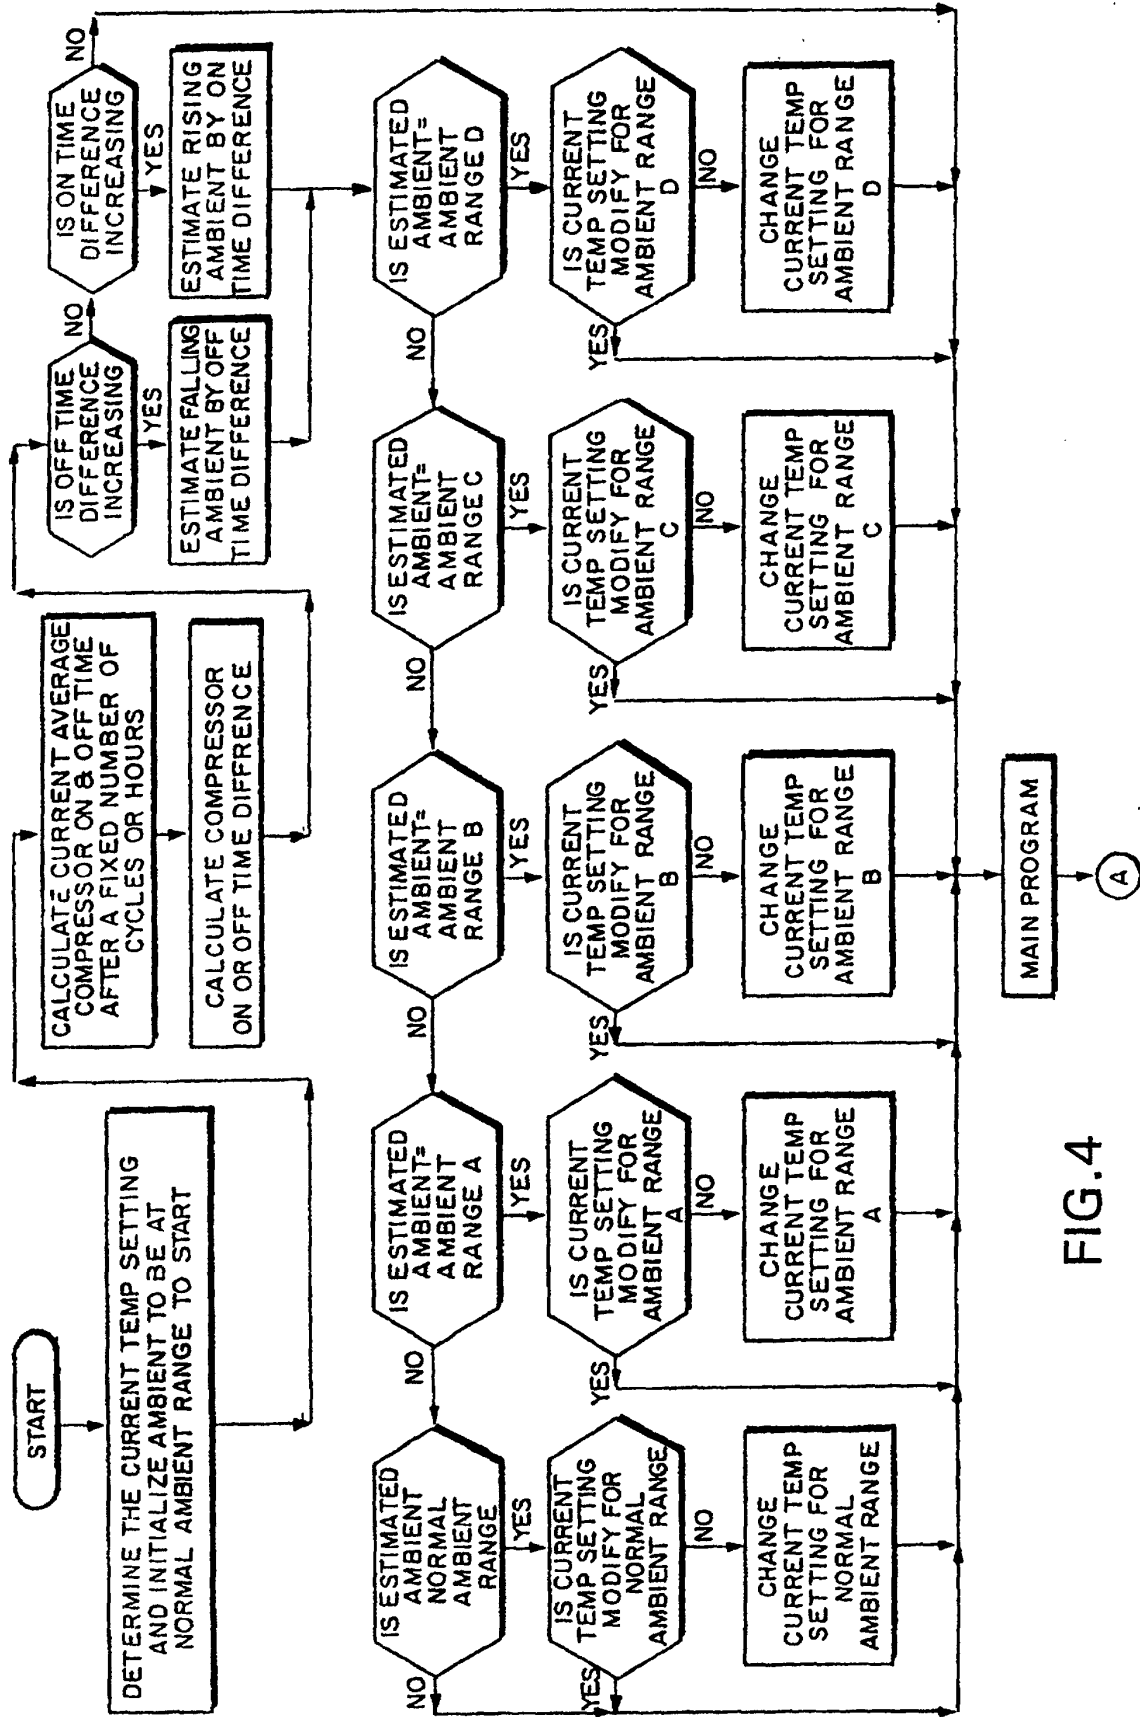 START
DETERMINE THE CURRENT TEMP SETTING
AND INITIALIZE AMBIENT TO BE AT
NORMAL AMBIENT RANGE TO START
CALCULATE CURRENT AVERAGE
COMPRESSOR ON & OFF TIME
AFTER A FIXED NUMBER OF
CYCLES OR HOURS
CALCULATE COMPRESSOR
ON OR OFF TIME DIFFRENCE
IS OFF TIME
DIFFERENCE
INCREASING
NO
YES
IS ON TIME
DIFFERENCE
INCREASING
NO
YES
ESTIMATE FALLING
AMBIENT BY OFF
TIME DIFFERENCE
ESTIMATE RISING
AMBIENT BY ON
TIME DIFFERENCE
IS ESTIMATED
AMBIENT
NORMAL
AMBIENT
RANGE
NO
YES
IS ESTIMATED
AMBIENT=
AMBIENT
RANGE A
NO
YES
IS ESTIMATED
AMBIENT=
AMBIENT
RANGE B
NO
YES
IS ESTIMATED
AMBIENT=
AMBIENT
RANGE C
NO
YES
IS ESTIMATED
AMBIENT=
AMBIENT
RANGE D
NO
YES
IS CURRENT
TEMP SETTING
MODIFY FOR
NORMAL
AMBIENT RANGE
YES
NO
IS CURRENT
TEMP SETTING
MODIFY FOR
AMBIENT RANGE
A
YES
NO
IS CURRENT
TEMP SETTING
MODIFY FOR
AMBIENT RANGE
B
YES
NO
IS CURRENT
TEMP SETTING
MODIFY FOR
AMBIENT RANGE
C
YES
NO
IS CURRENT
TEMP SETTING
MODIFY FOR
AMBIENT RANGE
D
YES
NO
CHANGE
CURRENT TEMP
SETTING FOR
NORMAL
AMBIENT RANGE
CHANGE
CURRENT TEMP
SETTING FOR
AMBIENT RANGE
A
CHANGE
CURRENT TEMP
SETTING FOR
AMBIENT RANGE
B
CHANGE
CURRENT TEMP
SETTING FOR
AMBIENT RANGE
C
CHANGE
CURRENT TEMP
SETTING FOR
AMBIENT RANGE
D
MAIN PROGRAM
A
FIG.4